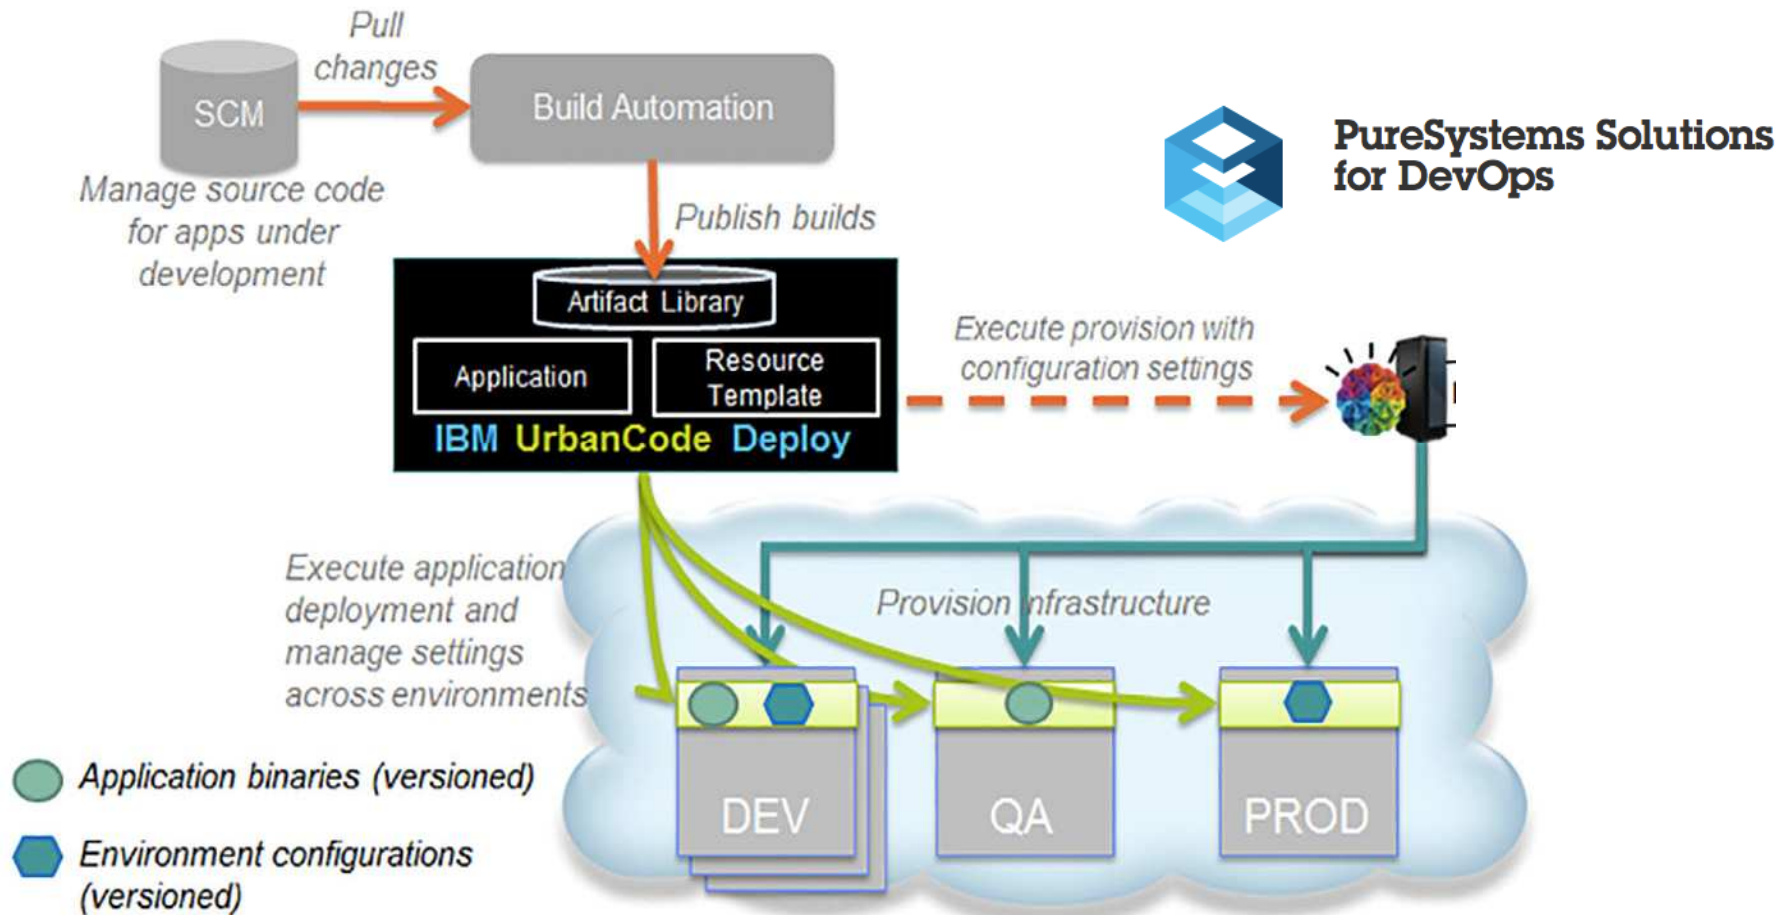 Pull
changes
SCM
Build Automation
PureSystems Solutions
for DevOps
Manage source code
for apps under
development
Publish builds
Artifact Library
Application
Resource
Template
IBM UrbanCode Deploy
Execute provision with
configuration settings
Execute application
deployment and
manage settings
across environments
Provision Infrastructure
DEV
QA
PROD
Application binaries (versioned)
Environment configurations
(versioned)